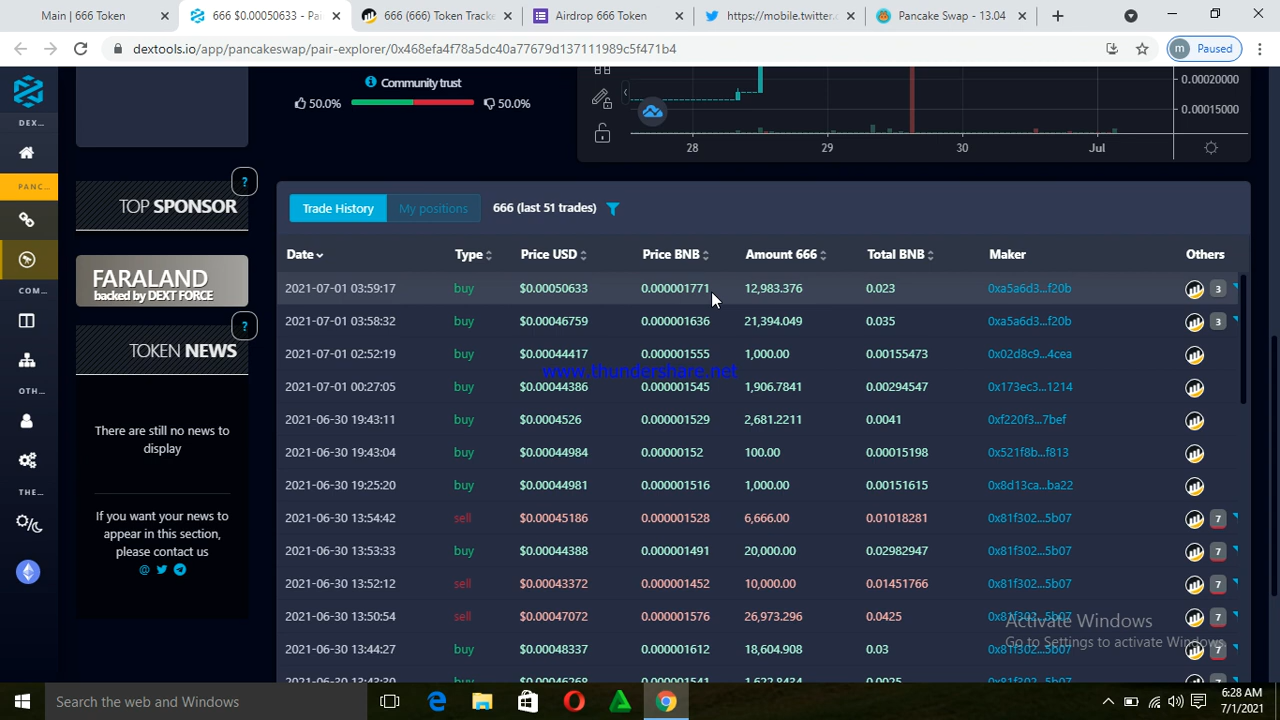 Main | 666 Token
666 $0.00050633 - Pai
666 (666) Token Tracke
Airdrop 666 Token
https://mobile.twitter.c
Pancake Swap - 13.04
dextools.io/app/pancakeswap/pair-explorer/0x468efa4f78a5dc40a77679d137111989c5f471b4
m Paused
DEX...
PANC...
COM...
OTH...
THE...
Community trust
50.0%
50.0%
0.00020000
0.00015000
28 29 30 Jul
TOP SPONSOR
?
FARALAND
backed by DEXT FORCE
TOKEN NEWS
?
There are still no news to
display
If you want your news to
appear in this section,
please contact us
@
Trade History My positions 666 (last 51 trades)
Date Type Price USD Price BNB Amount 666 Total BNB Maker Others
2021-07-01 03:59:17 buy $0.00050633 0.000001771 12,983.376 0.023 0xa5a6d3...f20b 3
2021-07-01 03:58:32 buy $0.00046759 0.000001636 21,394.049 0.035 0xa5a6d3...f20b 3
2021-07-01 02:52:19 buy $0.00044417 0.000001555 1,000.00 0.00155473 0x02d8c9...4cea
www.thundershare.net
2021-07-01 00:27:05 buy $0.00044386 0.000001545 1,906.7841 0.00294547 0x173ec3...1214
2021-06-30 19:43:11 buy $0.0004526 0.000001529 2,681.2211 0.0041 0xf220f3...7bef
2021-06-30 19:43:04 buy $0.00044984 0.00000152 100.00 0.00015198 0x521f8b...f813
2021-06-30 19:25:20 buy $0.00044981 0.000001516 1,000.00 0.00151615 0x8d13ca...ba22
2021-06-30 13:54:42 sell $0.00045186 0.000001528 6,666.00 0.01018281 0x81f302...5b07 7
2021-06-30 13:53:33 buy $0.00044388 0.000001491 20,000.00 0.02982947 0x81f302...5b07 7
2021-06-30 13:52:12 sell $0.00043372 0.000001452 10,000.00 0.01451766 0x81f302...5b07 7
2021-06-30 13:50:54 sell $0.00047072 0.000001576 26,973.296 0.0425 0x81f302...5b07 7
2021-06-30 13:44:27 buy $0.00048337 0.000001612 18,604.908 0.03 0x81f302...5b07 7
Activate Windows
Go to Settings to activate Windows.
Search the web and Windows
6:28 AM
7/1/2021